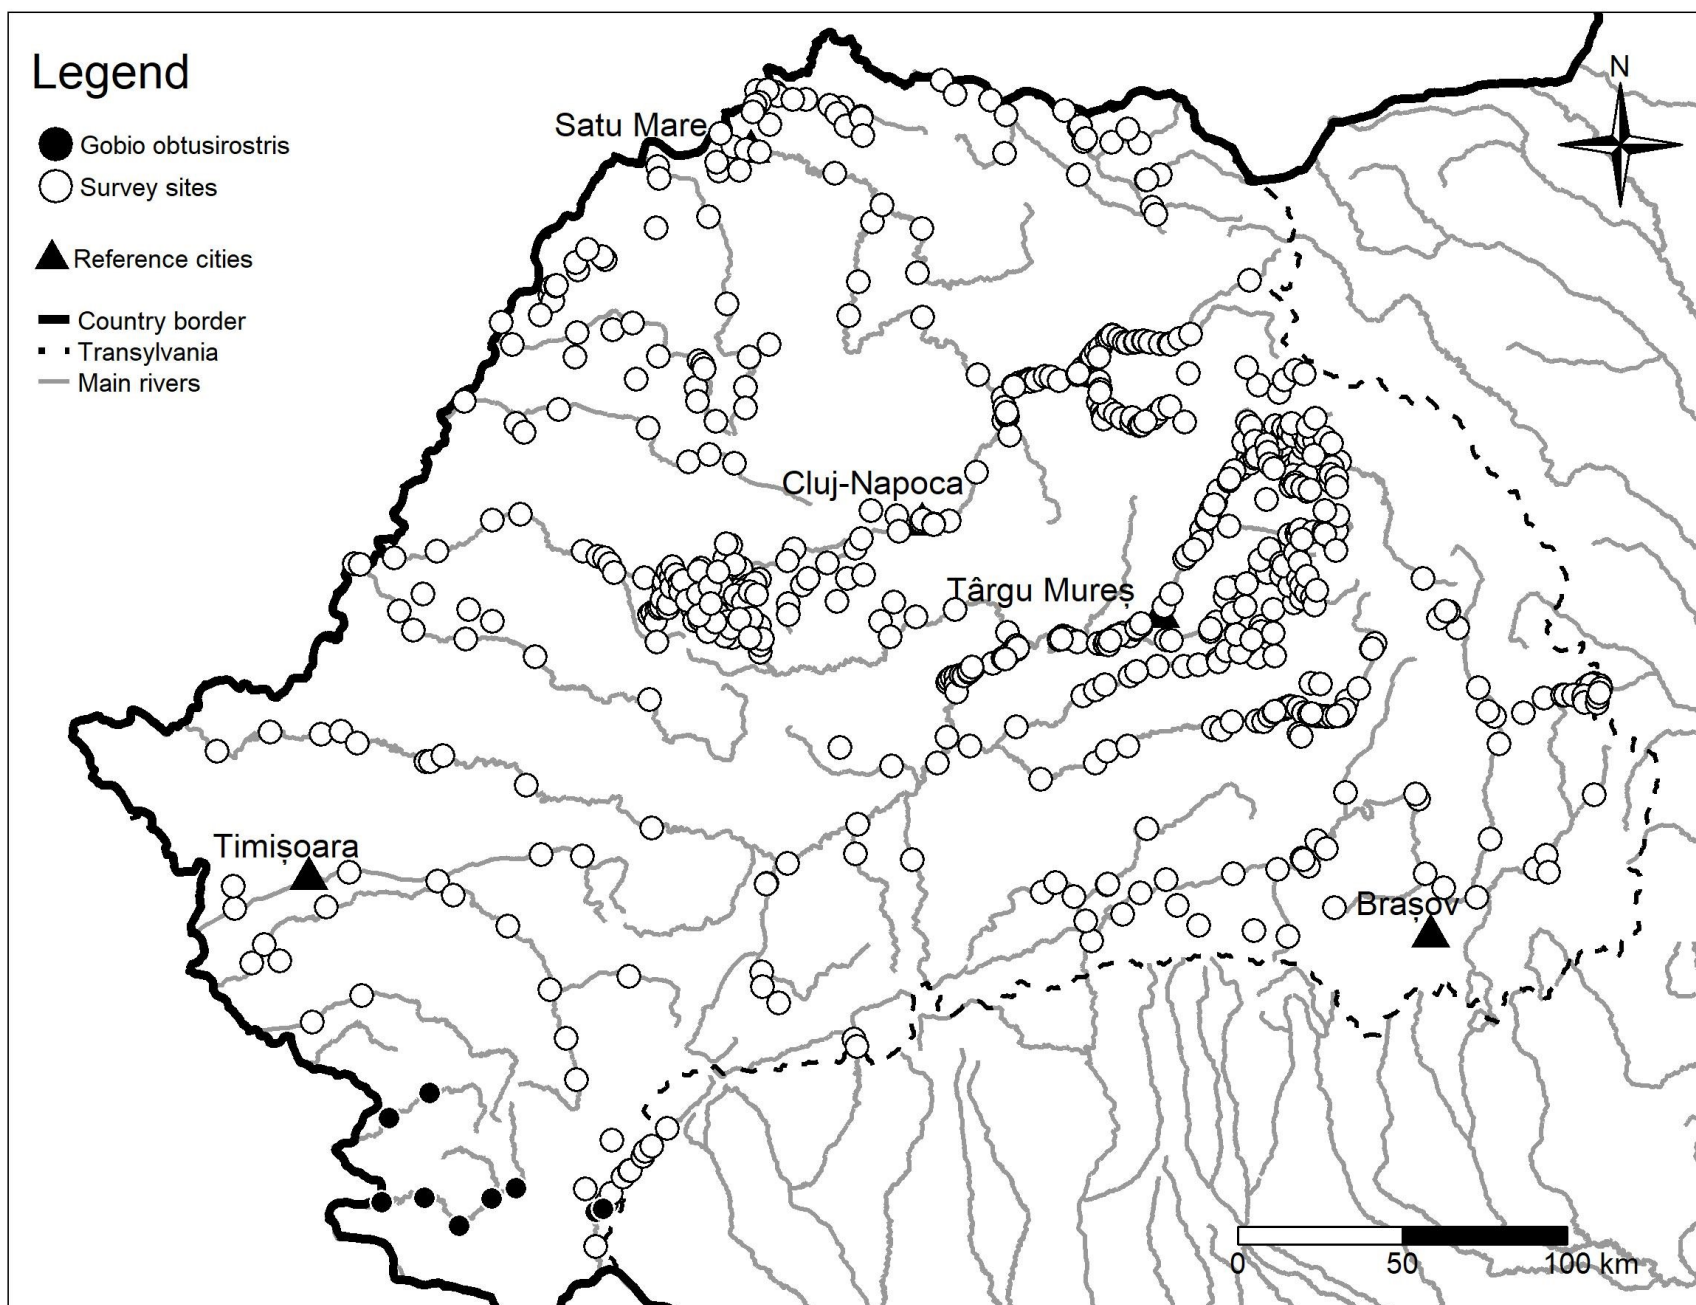 Legend
Gobio obtusirostris
Survey sites
Reference cities
Country border
Transylvania
Main rivers
N
Satu Mare
Cluj-Napoca
Târgu Mureș
Timișoara
Brașov
0 50 100 km